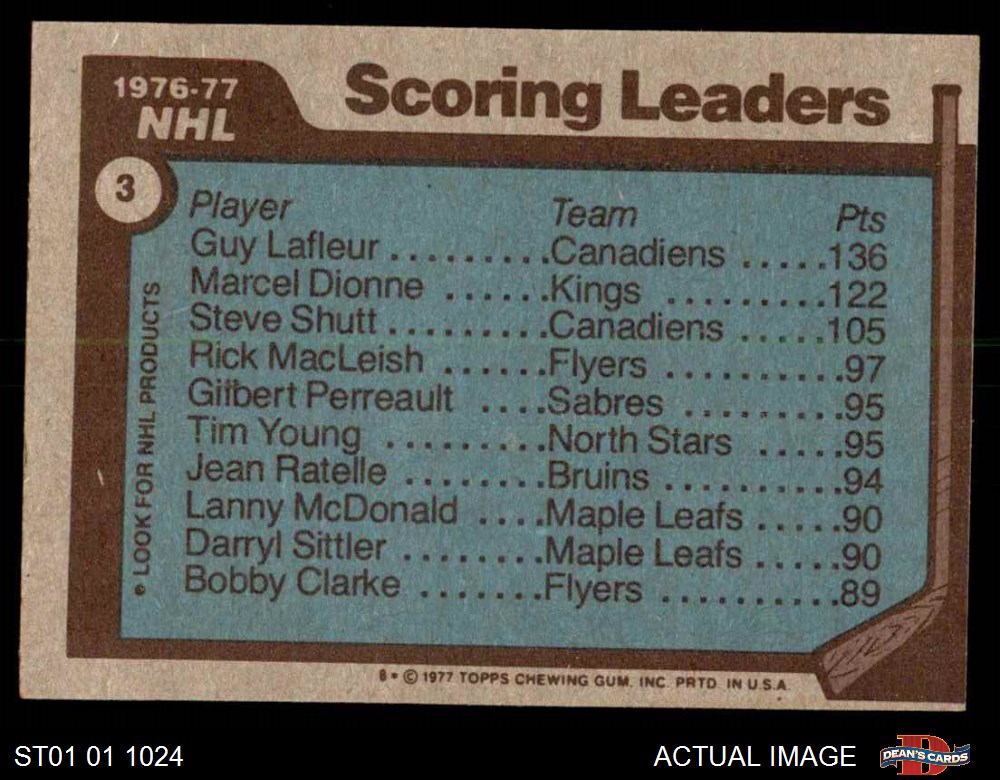 1976-77
NHL
Scoring Leaders
3
Player Team Pts
Guy Lafleur .........Canadiens .....136
Marcel Dionne ......Kings .........122
Steve Shutt .........Canadiens .....105
Rick MacLeish ......Flyers ..........97
Gilbert Perreault ....Sabres .........95
Tim Young .........North Stars .....95
Jean Ratelle ........Bruins ..........94
Lanny McDonald ....Maple Leafs .....90
Darryl Sittler ........Maple Leafs .....90
Bobby Clarke .......Flyers ..........89
• LOOK FOR NHL PRODUCTS
8 • © 1977 TOPPS CHEWING GUM, INC. PRTD. IN U.S.A.
ST01 01 1024
ACTUAL IMAGE
D
DEAN'S CARDS